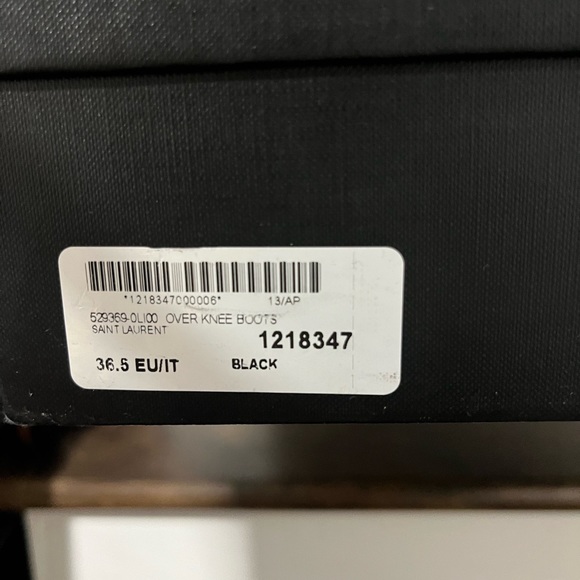 *1218347000006* 13/AP
529369-0LI00 OVER KNEE BOOTS
SAINT LAURENT
1218347
36.5 EU/IT BLACK